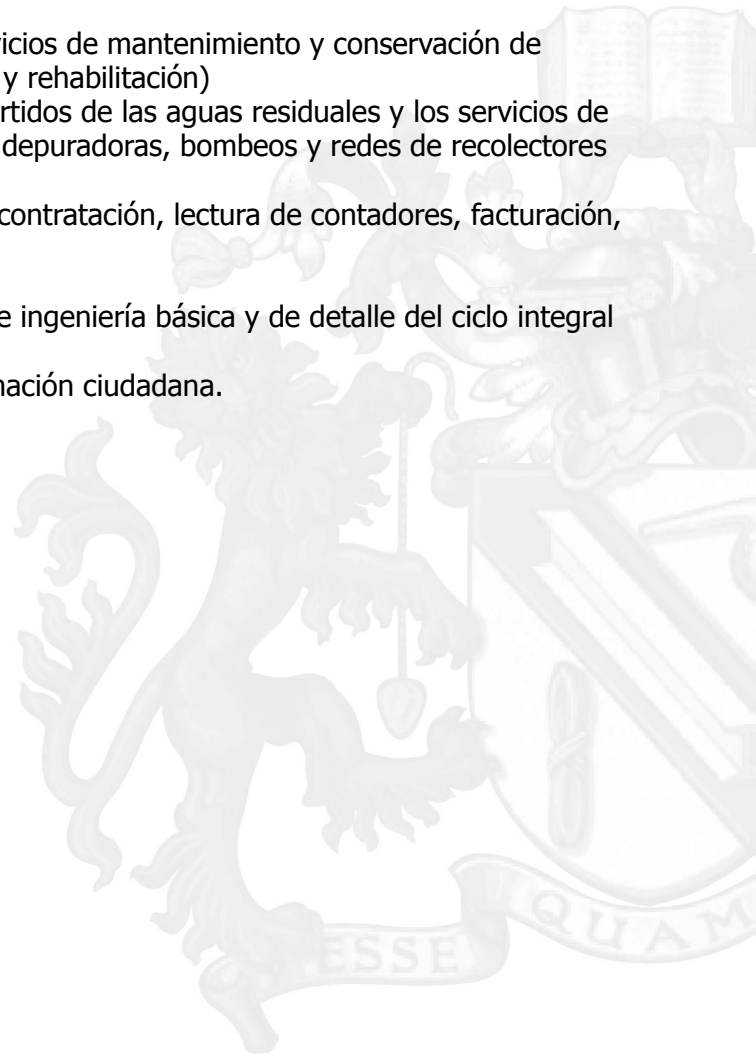 vicios de mantenimiento y conservación de
y rehabilitación)
rtidos de las aguas residuales y los servicios de
depuradoras, bombeos y redes de recolectores
contratación, lectura de contadores, facturación,
e ingeniería básica y de detalle del ciclo integral
mación ciudadana.
ESSE
QUAM